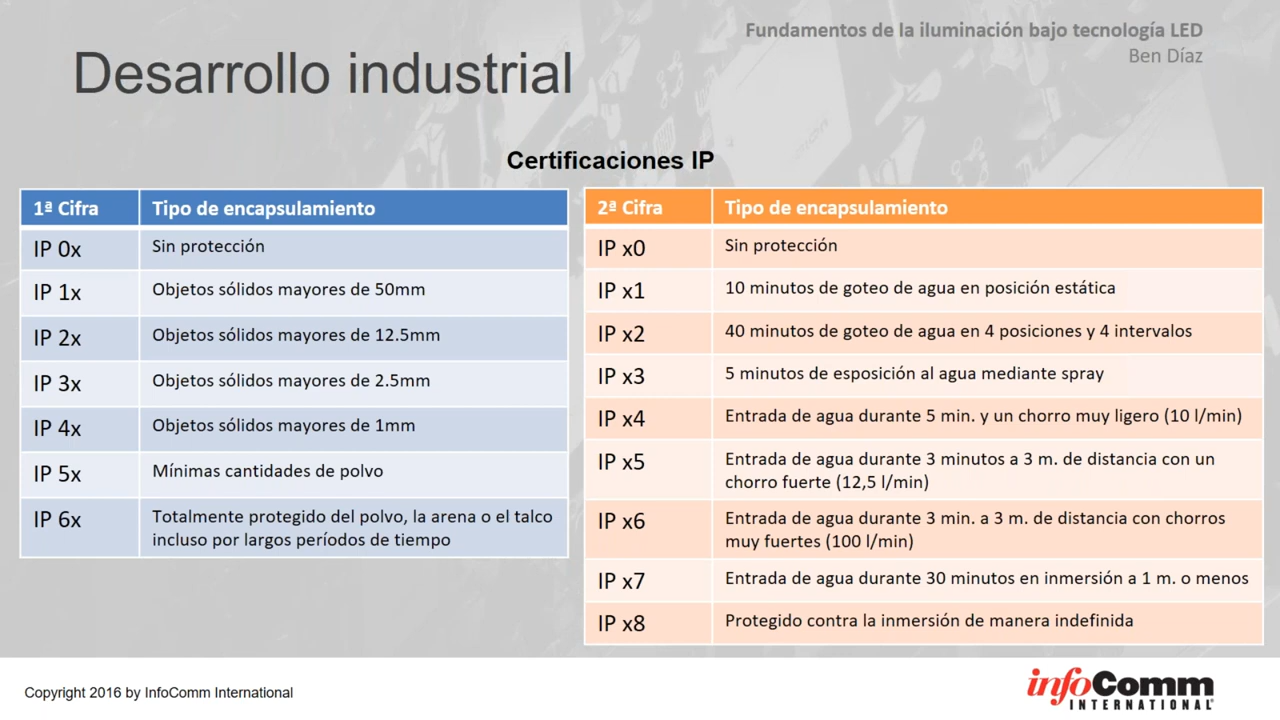 Fundamentos de la iluminación bajo tecnología LED
Ben Díaz
Desarrollo industrial
Certificaciones IP
1ª Cifra Tipo de encapsulamiento
IP 0x Sin protección
IP 1x Objetos sólidos mayores de 50mm
IP 2x Objetos sólidos mayores de 12.5mm
IP 3x Objetos sólidos mayores de 2.5mm
IP 4x Objetos sólidos mayores de 1mm
IP 5x Mínimas cantidades de polvo
IP 6x Totalmente protegido del polvo, la arena o el talco
incluso por largos períodos de tiempo
2ª Cifra Tipo de encapsulamiento
IP x0 Sin protección
IP x1 10 minutos de goteo de agua en posición estática
IP x2 40 minutos de goteo de agua en 4 posiciones y 4 intervalos
IP x3 5 minutos de esposición al agua mediante spray
IP x4 Entrada de agua durante 5 min. y un chorro muy ligero (10 l/min)
IP x5 Entrada de agua durante 3 minutos a 3 m. de distancia con un
chorro fuerte (12,5 l/min)
IP x6 Entrada de agua durante 3 min. a 3 m. de distancia con chorros
muy fuertes (100 l/min)
IP x7 Entrada de agua durante 30 minutos en inmersión a 1 m. o menos
IP x8 Protegido contra la inmersión de manera indefinida
Copyright 2016 by InfoComm International
infoComm
INTERNATIONAL®